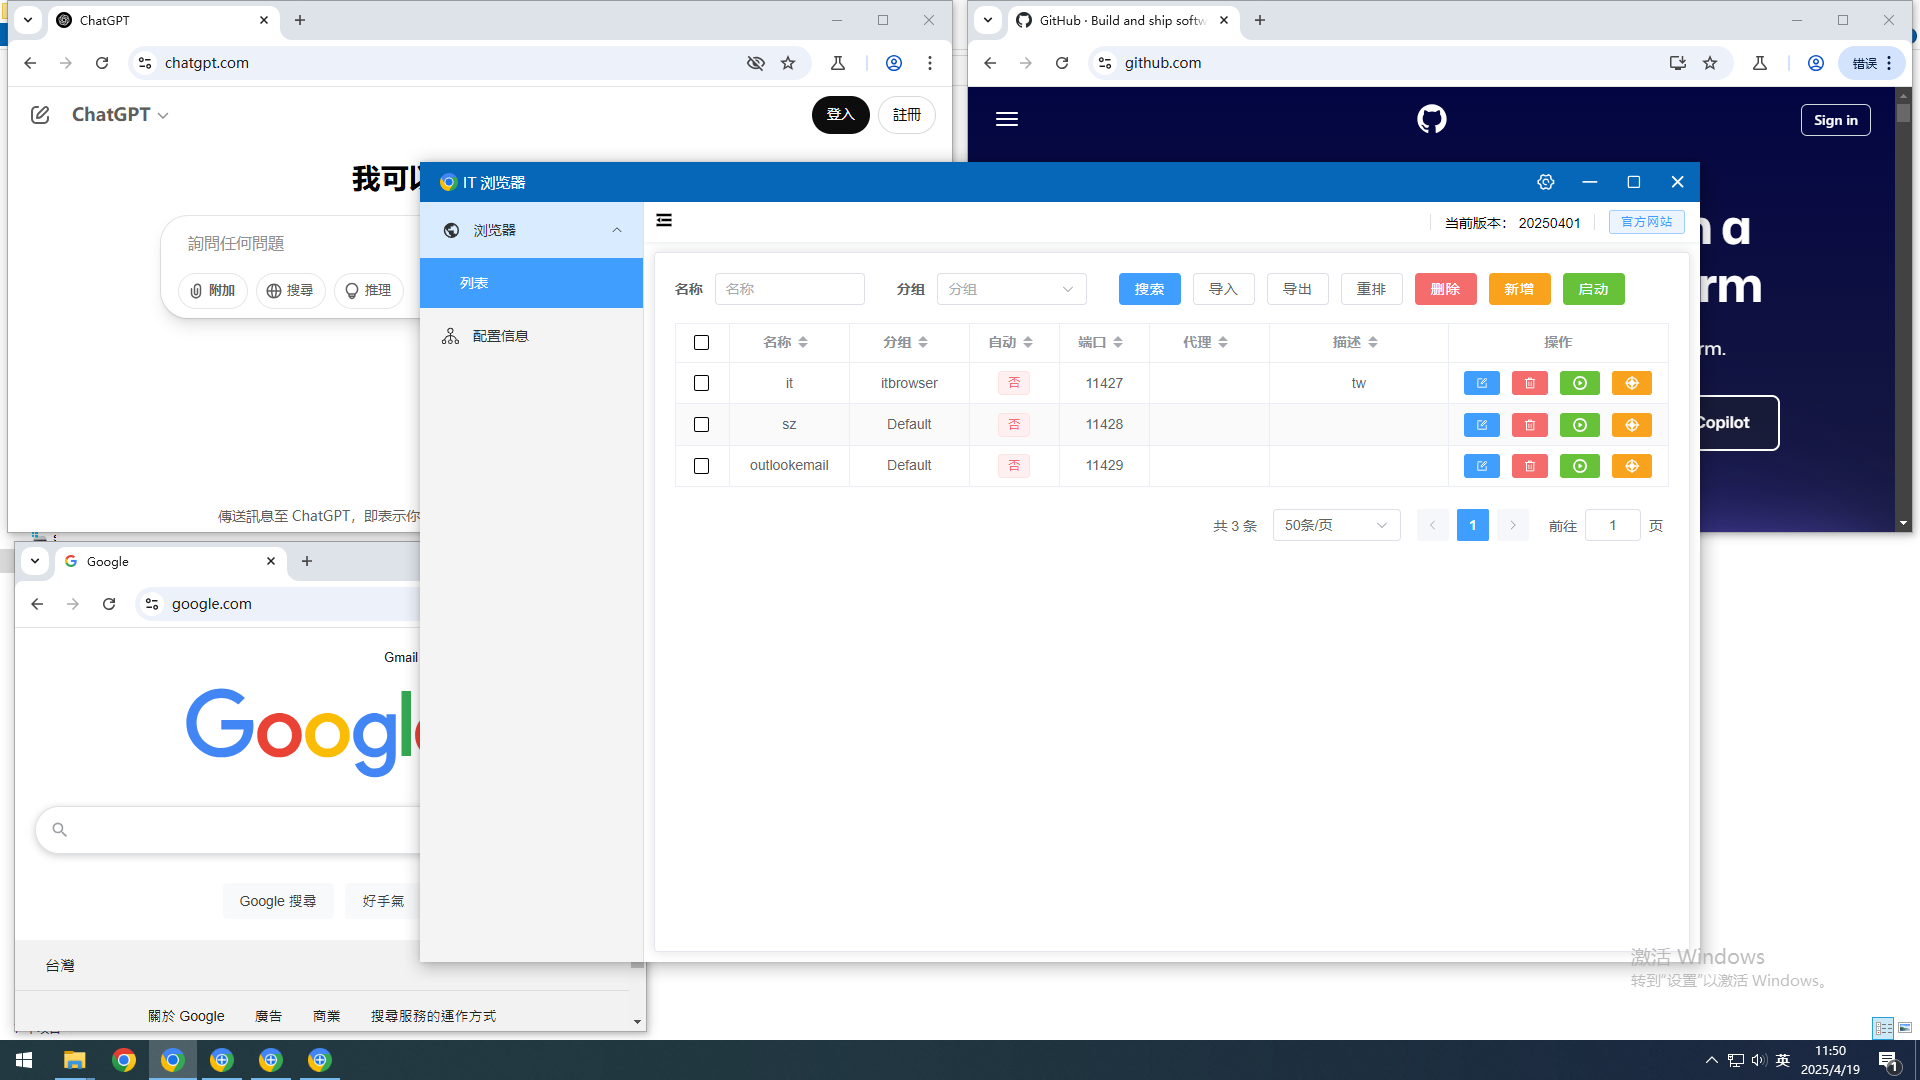 ChatGPT
chatgpt.com
ChatGPT
登入
註冊
我可以
詢問任何問題
附加
搜尋
推理
傳送訊息至 ChatGPT，即表示你
GitHub · Build and ship softw
github.com
错误
Sign in
n a
rm
rm.
Copilot
IT 浏览器
浏览器
列表
配置信息
当前版本： 20250401
官方网站
名称
名称
分组
分组
搜索
导入
导出
重排
删除
新增
启动
名称 分组 自动 端口 代理 描述 操作
it itbrowser 否 11427 tw
sz Default 否 11428
outlookemail Default 否 11429
共 3 条
50条/页
1
前往 1 页
Google
google.com
Gmail
Google
Google 搜尋
好手氣
台灣
關於 Google
廣告
商業
搜尋服務的運作方式
激活 Windows
转到"设置"以激活 Windows。
英
11:50
2025/4/19
1